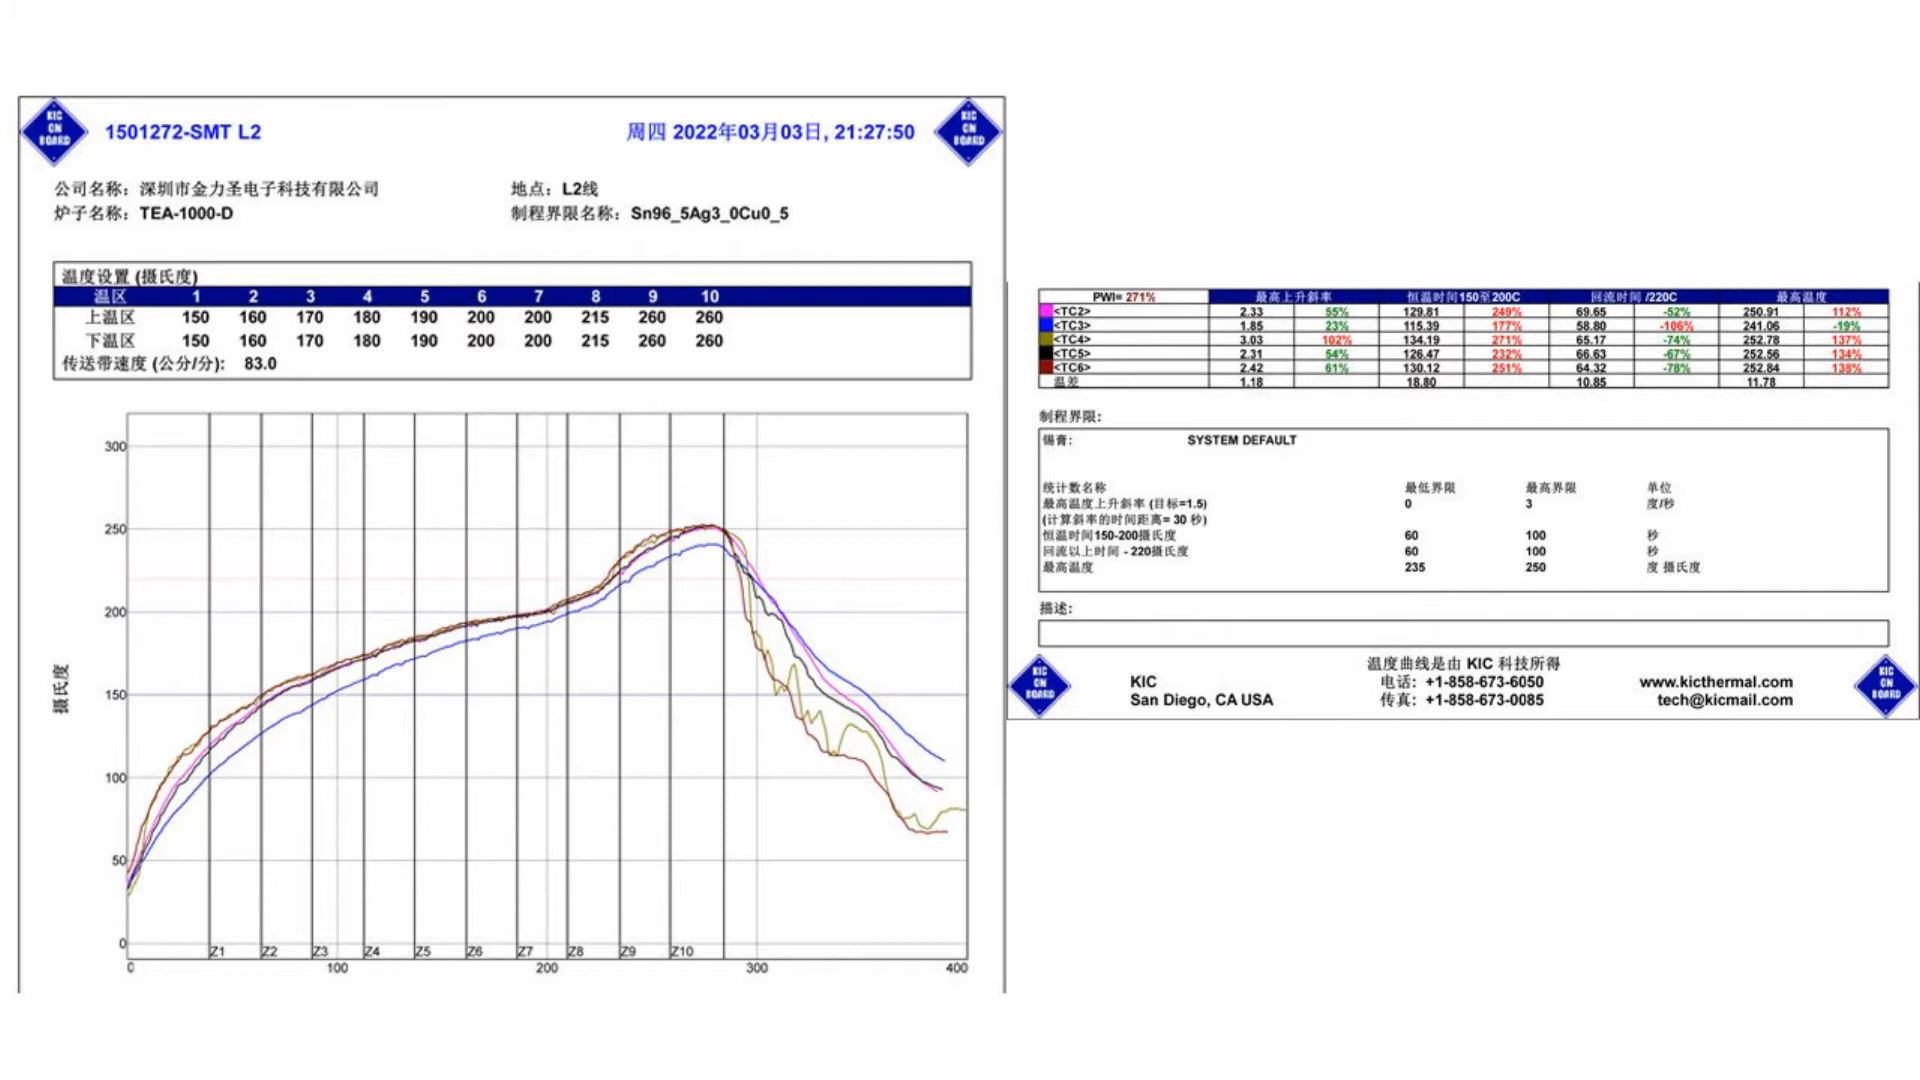 KIC
ON
BOARD
1501272-SMT L2
周四 2022年03月03日, 21:27:50
KIC
ON
BOARD
公司名称: 深圳市金力圣电子科技有限公司
地点: L2线
炉子名称: TEA-1000-D
制程界限名称: Sn96_5Ag3_0Cu0_5
温度设置 (摄氏度)
温区 1 2 3 4 5 6 7 8 9 10
上温区 150 160 170 180 190 200 200 215 260 260
下温区 150 160 170 180 190 200 200 215 260 260
传送带速度 (公分/分): 83.0
300
250
200
150
100
50
0
摄氏度
Z1 Z2 Z3 Z4 Z5 Z6 Z7 Z8 Z9 Z10
0 100 200 300 400
PWI= 271% 最高上升斜率 恒温时间150至200C 回流时间 /220C 最高温度
<TC2> 2.33 55% 129.81 249% 69.65 -52% 250.91 112%
<TC3> 1.85 23% 115.39 177% 58.80 -106% 241.06 -19%
<TC4> 3.03 102% 134.19 271% 65.17 -74% 252.78 137%
<TC5> 2.31 54% 126.47 232% 66.63 -67% 252.56 134%
<TC6> 2.42 61% 130.12 251% 64.32 -78% 252.84 138%
温差 1.18 18.80 10.85 11.78
制程界限:
锡膏: SYSTEM DEFAULT
统计数名称 最低界限 最高界限 单位
最高温度上升斜率 (目标=1.5) 0 3 度/秒
(计算斜率的时间距离= 30 秒)
恒温时间150-200摄氏度 60 100 秒
回流以上时间 - 220摄氏度 60 100 秒
最高温度 235 250 度 摄氏度
描述:
KIC
ON
BOARD
KIC
San Diego, CA USA
温度曲线是由 KIC 科技所得
电话: +1-858-673-6050
传真: +1-858-673-0085
www.kicthermal.com
tech@kicmail.com
KIC
ON
BOARD